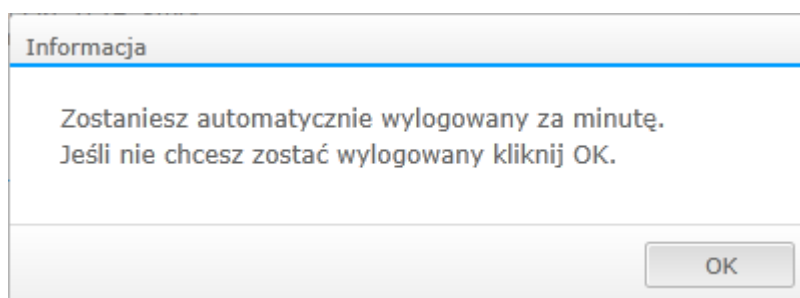 Informacja
Zostaniesz automatycznie wylogowany za minutę.
Jeśli nie chcesz zostać wylogowany kliknij OK.
OK